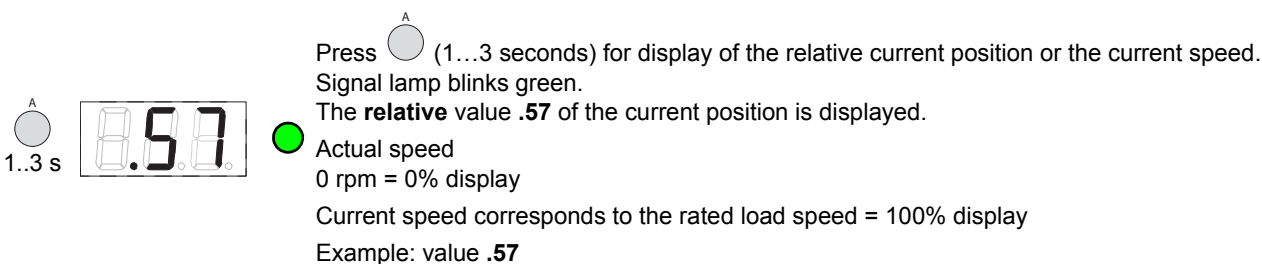 A
Press (1…3 seconds) for display of the relative current position or the current speed.
Signal lamp blinks green.
The relative value .57 of the current position is displayed.
A
1..3 s
.57
Actual speed
0 rpm = 0% display
Current speed corresponds to the rated load speed = 100% display
Example: value .57